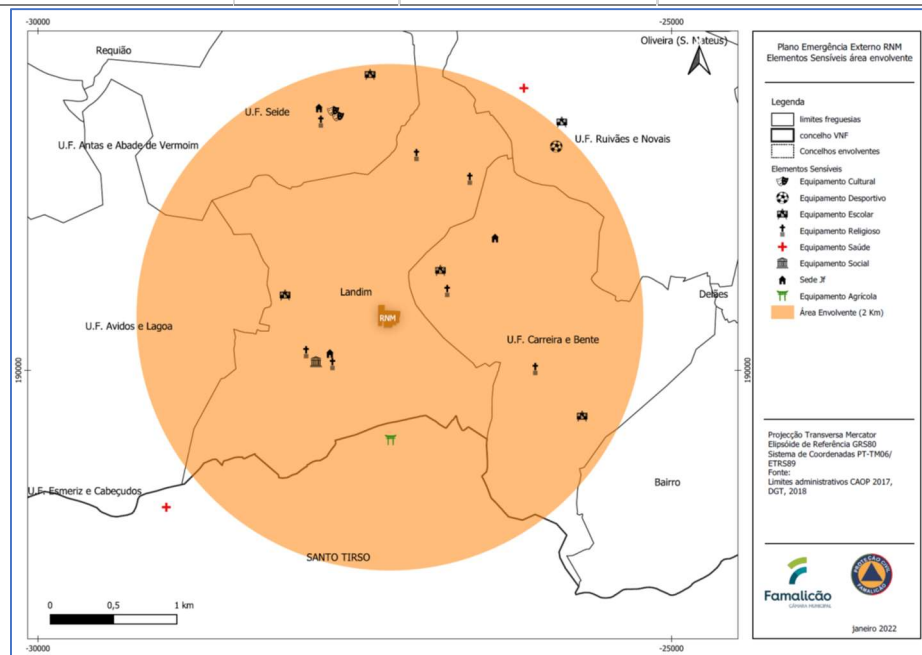 -30000
-25000
Requião
Oliveira (S. Mateus)
U.F. Seide
U.F. Antas e Abade de Vermoim
U.F. Ruivães e Novais
Landim
RNM
Delães
U.F. Avidos e Lagoa
U.F. Carreira e Bente
190000
190000
U.F. Esmeriz e Cabeçudos
Bairro
SANTO TIRSO
0 0,5 1 km
-30000
-25000
Plano Emergência Externo RNM
Elementos Sensíveis área envolvente
Legenda
limites freguesias
concelho VNF
Concelhos envolventes
Elementos Sensíveis
Equipamento Cultural
Equipamento Desportivo
Equipamento Escolar
Equipamento Religioso
Equipamento Saúde
Equipamento Social
Sede Jf
Equipamento Agrícola
Área Envolvente (2 Km)
Projecção Transversa Mercator
Elipsóide de Referência GRS80
Sistema de Coordenadas PT-TM06/
ETRS89
Fonte:
Limites administrativos CAOP 2017,
DGT, 2018
Famalicão
CÂMARA MUNICIPAL
PROTECÇÃO CIVIL
FAMALICÃO
janeiro 2022